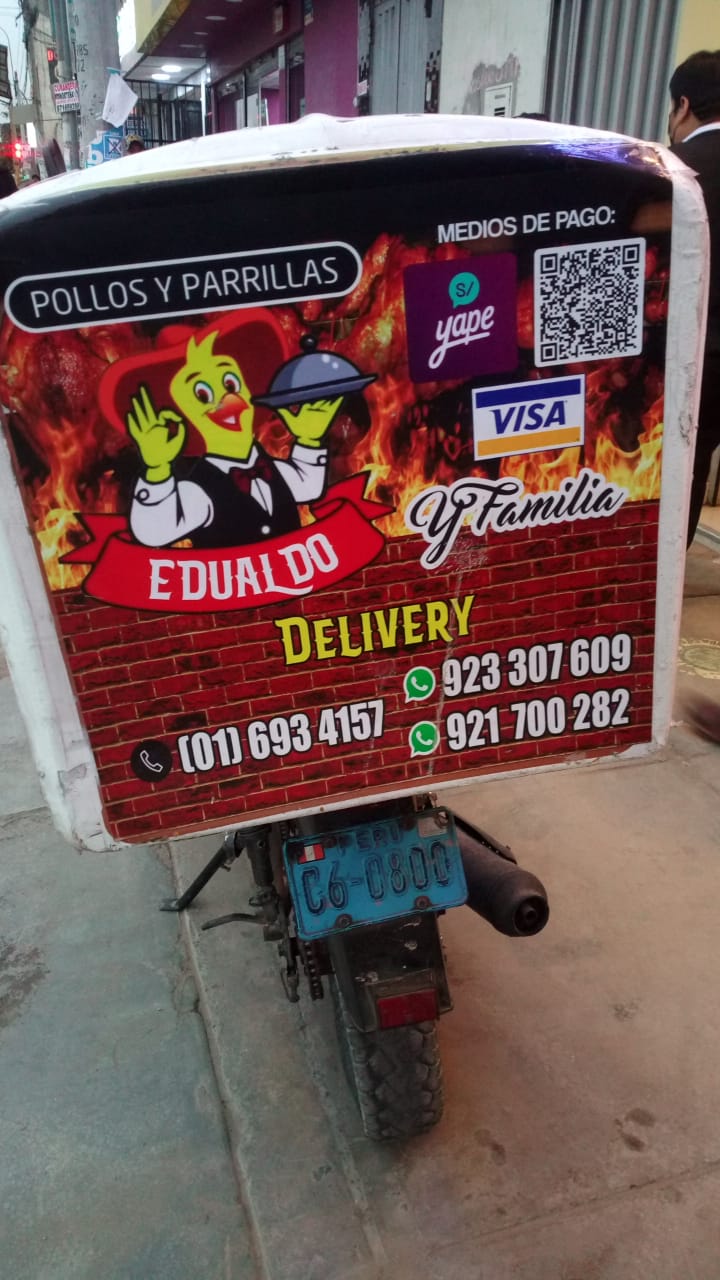 MEDIOS DE PAGO:
POLLOS Y PARRILLAS
S/
yape
VISA
EDUALDO
Y Familia
DELIVERY
923 307 609
(01) 693 4157
921 700 282
PERU
C6-0800